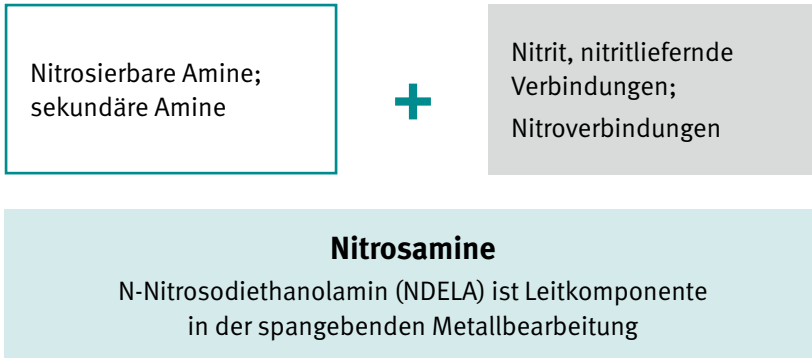 Nitrosierbare Amine;
sekundäre Amine
+
Nitrit, nitritliefernde
Verbindungen;
Nitroverbindungen
Nitrosamine
N-Nitrosodiethanolamin (NDELA) ist Leitkomponente
in der spangebenden Metallbearbeitung